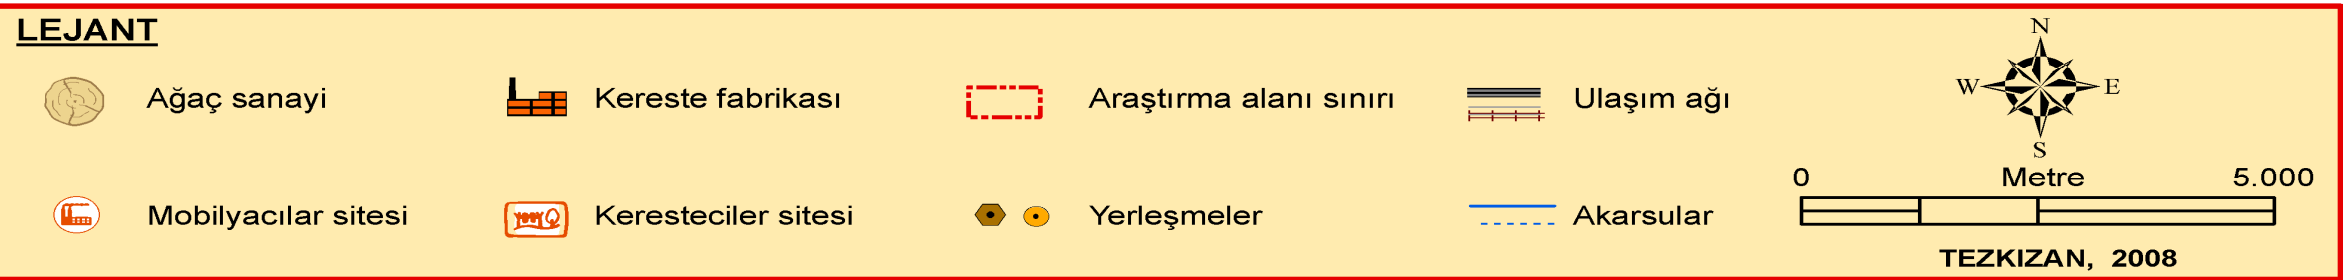 LEJANT
N
W E
S
Ağaç sanayi
Kereste fabrikası
Araştırma alanı sınırı
Ulaşım ağı
Mobilyacılar sitesi
Keresteciler sitesi
Yerleşmeler
Akarsular
0 Metre 5.000
TEZKIZAN, 2008